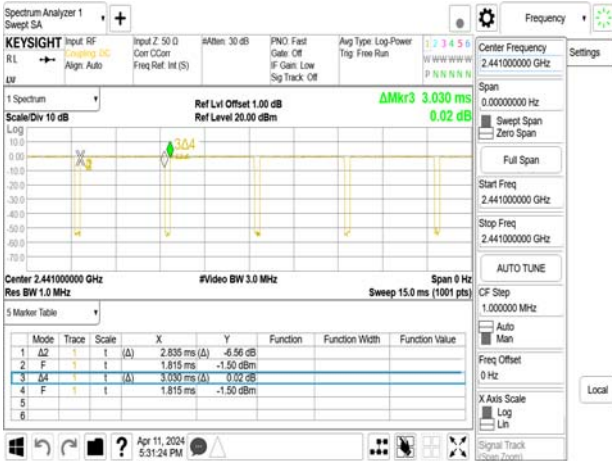 Spectrum Analyzer 1
Swept SA
+
Frequency
KEYSIGHT
RL
Input: RF
Coupling: DC
Align: Auto
Input Z: 50 Ω
Corr CCorr
Freq Ref: Int (S)
#Atten: 30 dB
PNO: Fast
Gate: Off
IF Gain: Low
Sig Track: Off
Avg Type: Log-Power
Trig: Free Run
1 2 3 4 5 6
P N N N N N
Center Frequency
2.441000000 GHz
Settings
Span
0.00000000 Hz
Swept Span
Zero Span
Full Span
Start Freq
2.441000000 GHz
Stop Freq
2.441000000 GHz
AUTO TUNE
CF Step
1.000000 MHz
Auto
Man
Freq Offset
0 Hz
X Axis Scale
Log
Lin
Signal Track
(Span Zoom)
Local
1 Spectrum
Scale/Div 10 dB
Ref Lvl Offset 1.00 dB
Ref Level 20.00 dBm
ΔMkr3 3.030 ms
0.02 dB
Log
10.0
0.00
-10.0
-20.0
-30.0
-40.0
-50.0
-60.0
-70.0
3Δ4
Center 2.441000000 GHz
Res BW 1.0 MHz
#Video BW 3.0 MHz
Span 0 Hz
Sweep 15.0 ms (1001 pts)
5 Marker Table
Mode Trace Scale X Y Function Function Width Function Value
1 Δ2 1 t (Δ) 2.835 ms (Δ) -6.56 dB
2 F 1 t 1.815 ms -1.50 dBm
3 Δ4 1 t (Δ) 3.030 ms (Δ) 0.02 dB
4 F 1 t 1.815 ms -1.50 dBm
5
6
?
Apr 11, 2024
5:31:24 PM